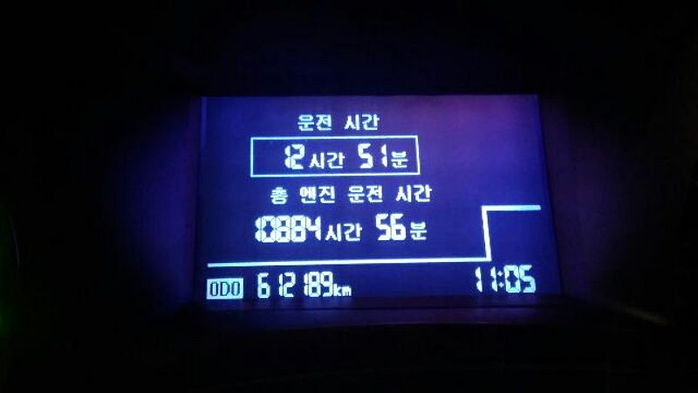 운전 시간
12시간 51분
총 엔진 운전 시간
10884시간 56분
ODO 612189km 11:05